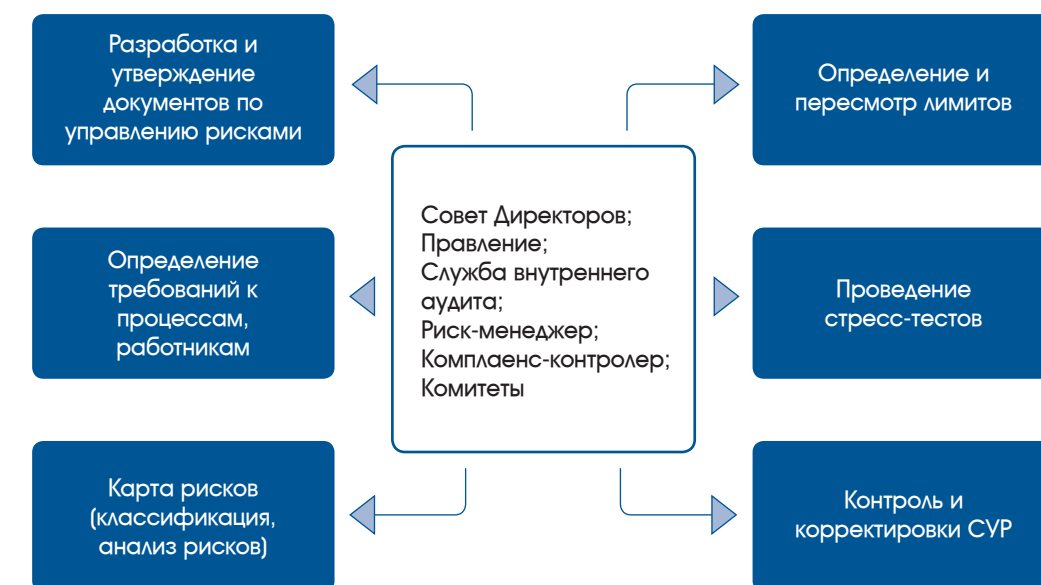 Разработка и
утверждение
документов по
управлению рисками
Определение и
пересмотр лимитов
Совет Директоров;
Правление;
Служба внутреннего
аудита;
Риск-менеджер;
Комплаенс-контролер;
Комитеты
Определение
требований к
процессам,
работникам
Проведение
стресс-тестов
Карта рисков
(классификация,
анализ рисков)
Контроль и
корректировки СУР